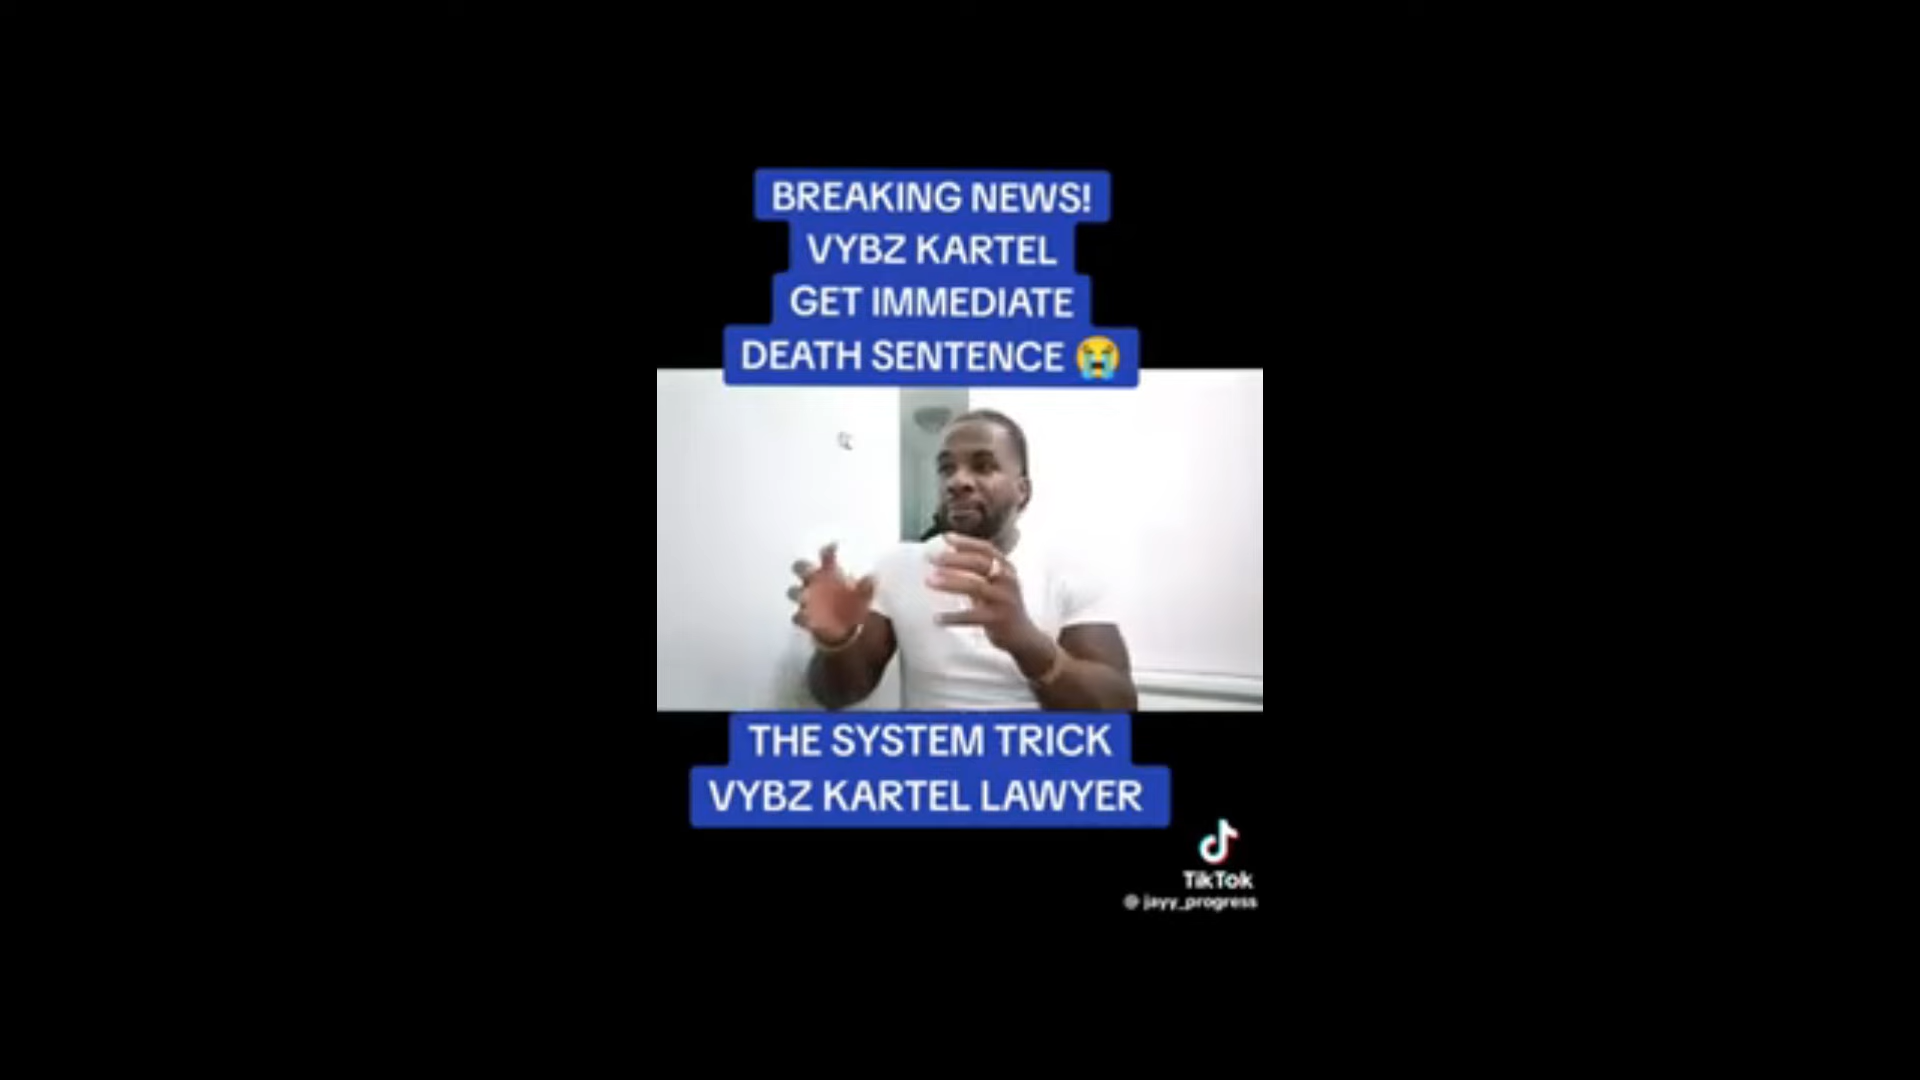 BREAKING NEWS!
VYBZ KARTEL
GET IMMEDIATE
DEATH SENTENCE 😭
THE SYSTEM TRICK
VYBZ KARTEL LAWYER
TikTok
@ jayy_progress